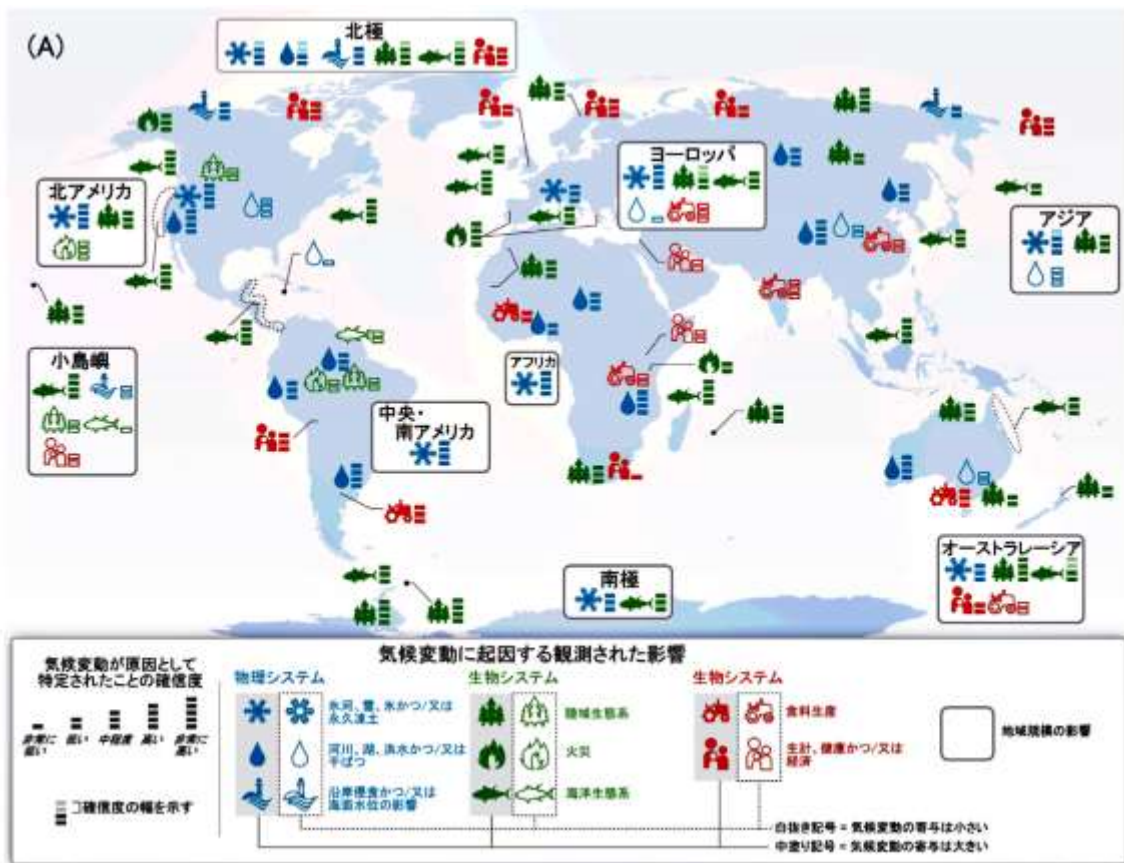 (A)
北極
北アメリカ
ヨーロッパ
アジア
小島嶼
アフリカ
中央・
南アメリカ
オーストラレーシア
南極
気候変動が原因として
特定されたことの確信度
非常に
低い
低い
中程度
高い
非常に
高い
コ確信度の幅を示す
気候変動に起因する観測された影響
物理システム
氷河、雪、氷かつ/又は
永久凍土
河川、湖、洪水かつ/又は
干ばつ
沿岸侵食かつ/又は
海面水位の影響
生物システム
陸域生態系
火災
海洋生態系
生物システム
食料生産
生計、健康かつ/又は
経済
地域規模の影響
白抜き記号 = 気候変動の寄与は小さい
中塗り記号 = 気候変動の寄与は大きい